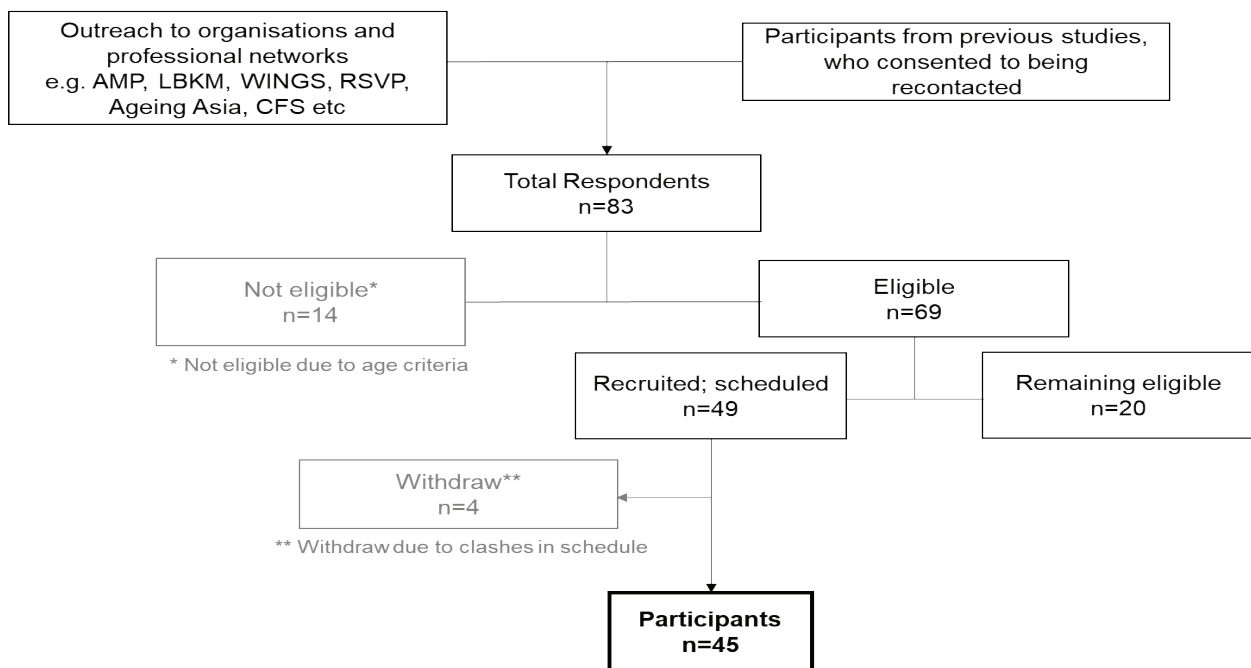 Outreach to organisations and
professional networks
e.g. AMP, LBKM, WINGS, RSVP,
Ageing Asia, CFS etc
Participants from previous studies,
who consented to being
recontacted
Total Respondents
n=83
Not eligible*
n=14
* Not eligible due to age criteria
Eligible
n=69
Recruited; scheduled
n=49
Remaining eligible
n=20
Withdraw**
n=4
** Withdraw due to clashes in schedule
Participants
n=45